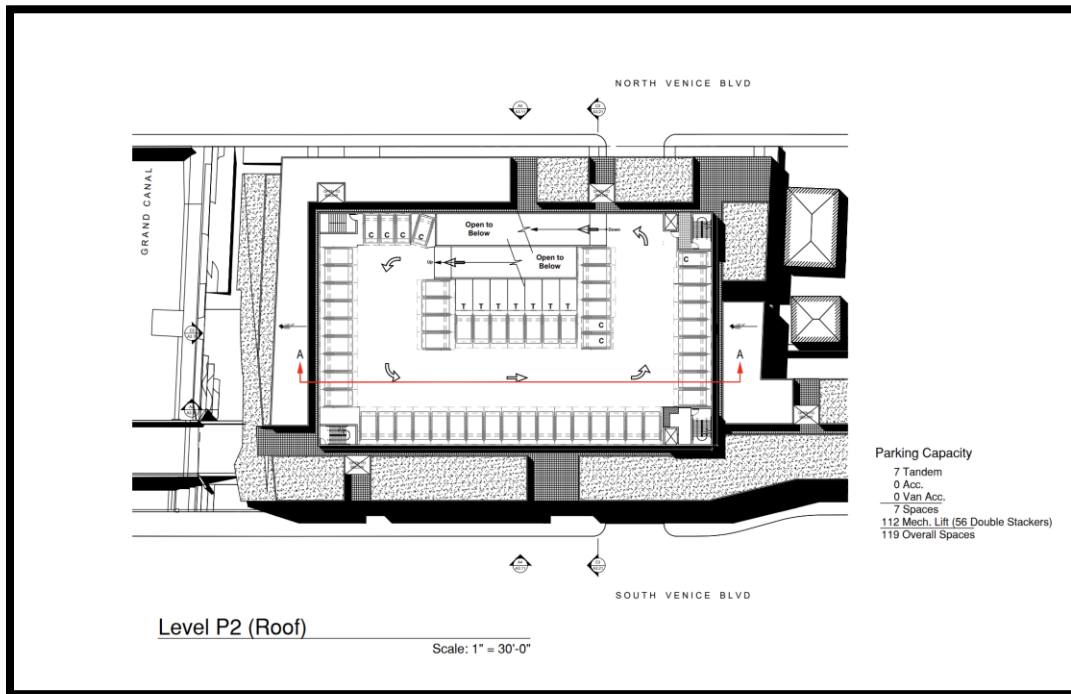 NORTH VENICE BLVD
GRAND CANAL
C C C C
Open to
Below
Down
Up
Open to
Below
C
T T T T T T T
C
C
A
A
Parking Capacity
7 Tandem
0 Acc.
0 Van Acc.
7 Spaces
112 Mech. Lift (56 Double Stackers)
119 Overall Spaces
SOUTH VENICE BLVD
Level P2 (Roof)
Scale: 1" = 30'-0"